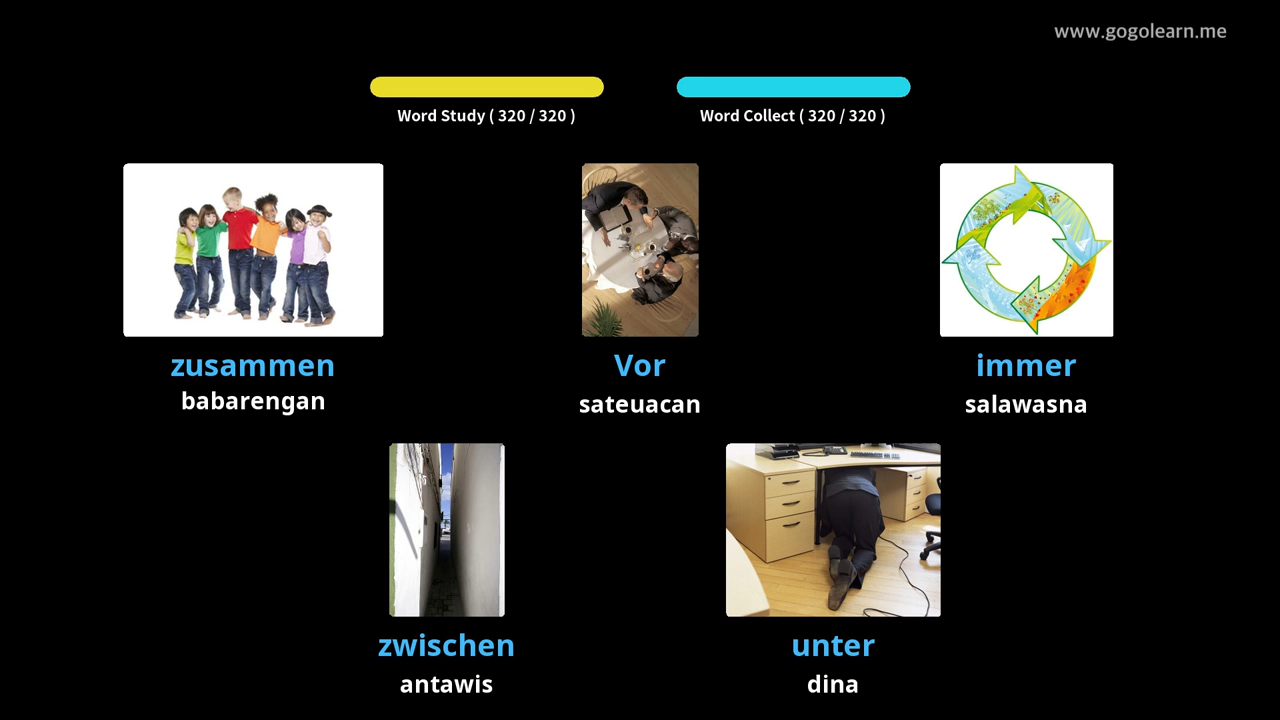 www.gogolearn.me
Word Study ( 320 / 320 )
Word Collect ( 320 / 320 )
zusammen
babarengan
Vor
sateuacan
immer
salawasna
zwischen
antawis
unter
dina